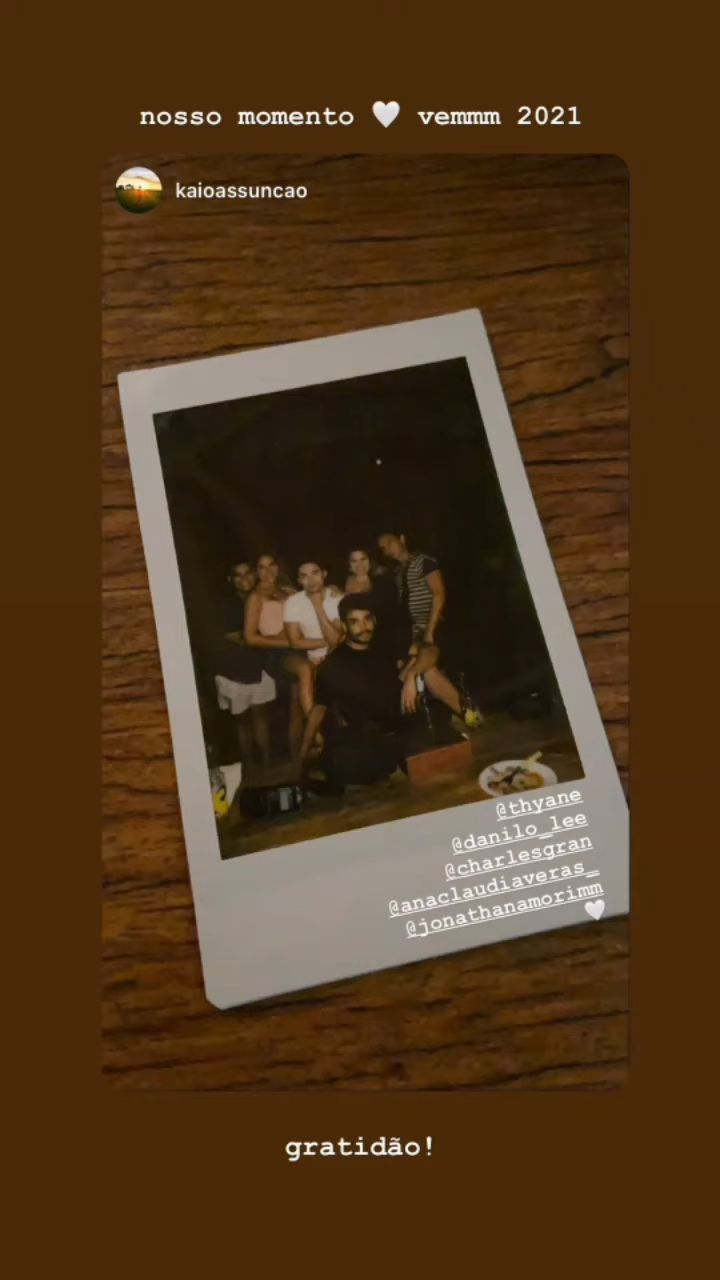 nosso momento 🤍 vemmm 2021
kaioassuncao
@thyane
@danilo_lee
@charlesgran
@anaclaudiaveras_
@jonathanamorimm
🤍
gratidão!